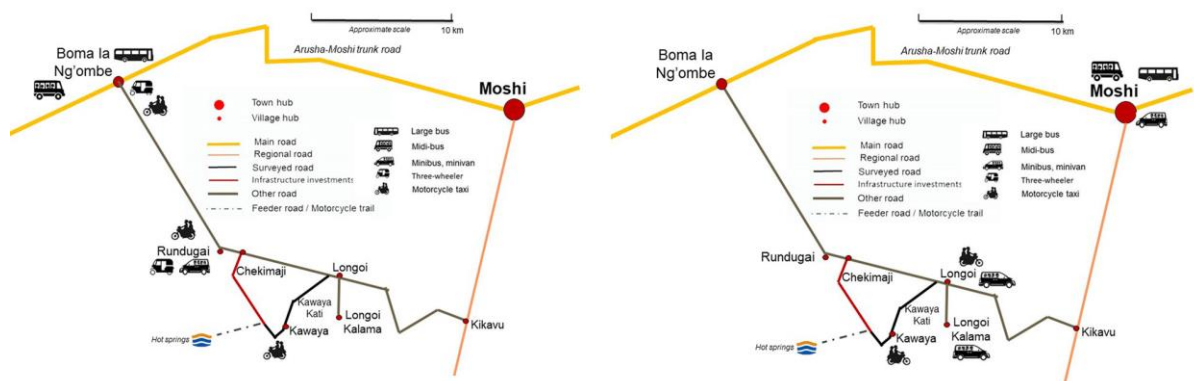 Approximate scale
10 km
Arusha-Moshi trunk road
Boma la
Ng'ombe
Moshi
Town hub
Village hub
Main road
Regional road
Surveyed road
Infrastructure investments
Other road
Feeder road / Motorcycle trail
Large bus
Midi-bus
Minibus, minivan
Three-wheeler
Motorcycle taxi
Rundugai
Chekimaji
Longoi
Kawaya
Kati
Longoi
Kalama
Kawaya
Kikavu
Hot springs
Approximate scale
10 km
Arusha-Moshi trunk road
Boma la
Ng'ombe
Moshi
Town hub
Village hub
Main road
Regional road
Surveyed road
Infrastructure investments
Other road
Feeder road / Motorcycle trail
Large bus
Midi-bus
Minibus, minivan
Three-wheeler
Motorcycle taxi
Rundugai
Chekimaji
Longoi
Kawaya
Kati
Longoi
Kalama
Kawaya
Kikavu
Hot springs